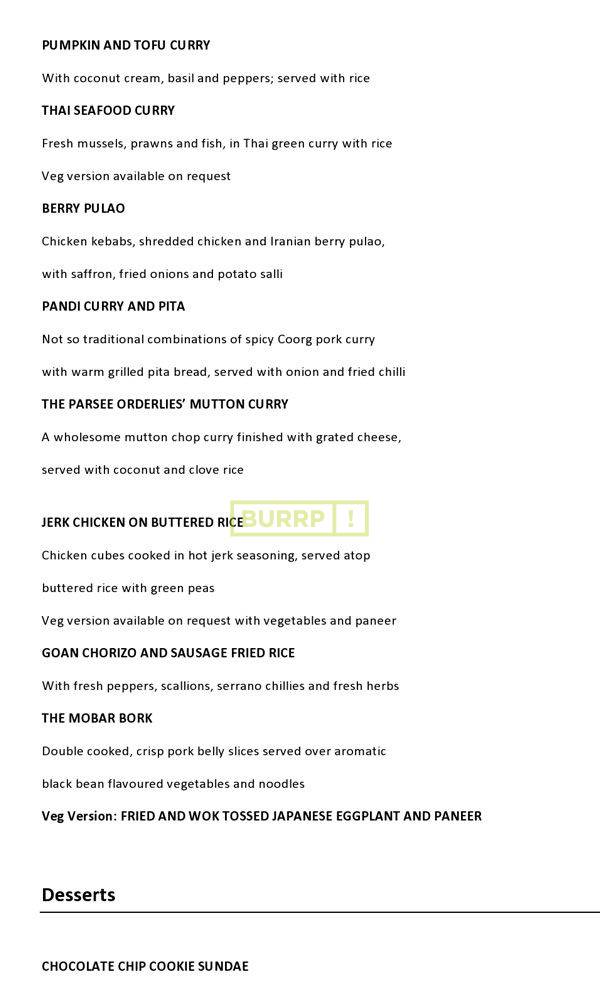 PUMPKIN AND TOFU CURRY
With coconut cream, basil and peppers; served with rice
THAI SEAFOOD CURRY
Fresh mussels, prawns and fish, in Thai green curry with rice
Veg version available on request
BERRY PULAO
Chicken kebabs, shredded chicken and Iranian berry pulao,
with saffron, fried onions and potato salli
PANDI CURRY AND PITA
Not so traditional combinations of spicy Coorg pork curry
with warm grilled pita bread, served with onion and fried chilli
THE PARSEE ORDERLIES’ MUTTON CURRY
A wholesome mutton chop curry finished with grated cheese,
served with coconut and clove rice
JERK CHICKEN ON BUTTERED RICE
BURRP!
Chicken cubes cooked in hot jerk seasoning, served atop
buttered rice with green peas
Veg version available on request with vegetables and paneer
GOAN CHORIZO AND SAUSAGE FRIED RICE
With fresh peppers, scallions, serrano chillies and fresh herbs
THE MOBAR BORK
Double cooked, crisp pork belly slices served over aromatic
black bean flavoured vegetables and noodles
Veg Version: FRIED AND WOK TOSSED JAPANESE EGGPLANT AND PANEER
Desserts
CHOCOLATE CHIP COOKIE SUNDAE